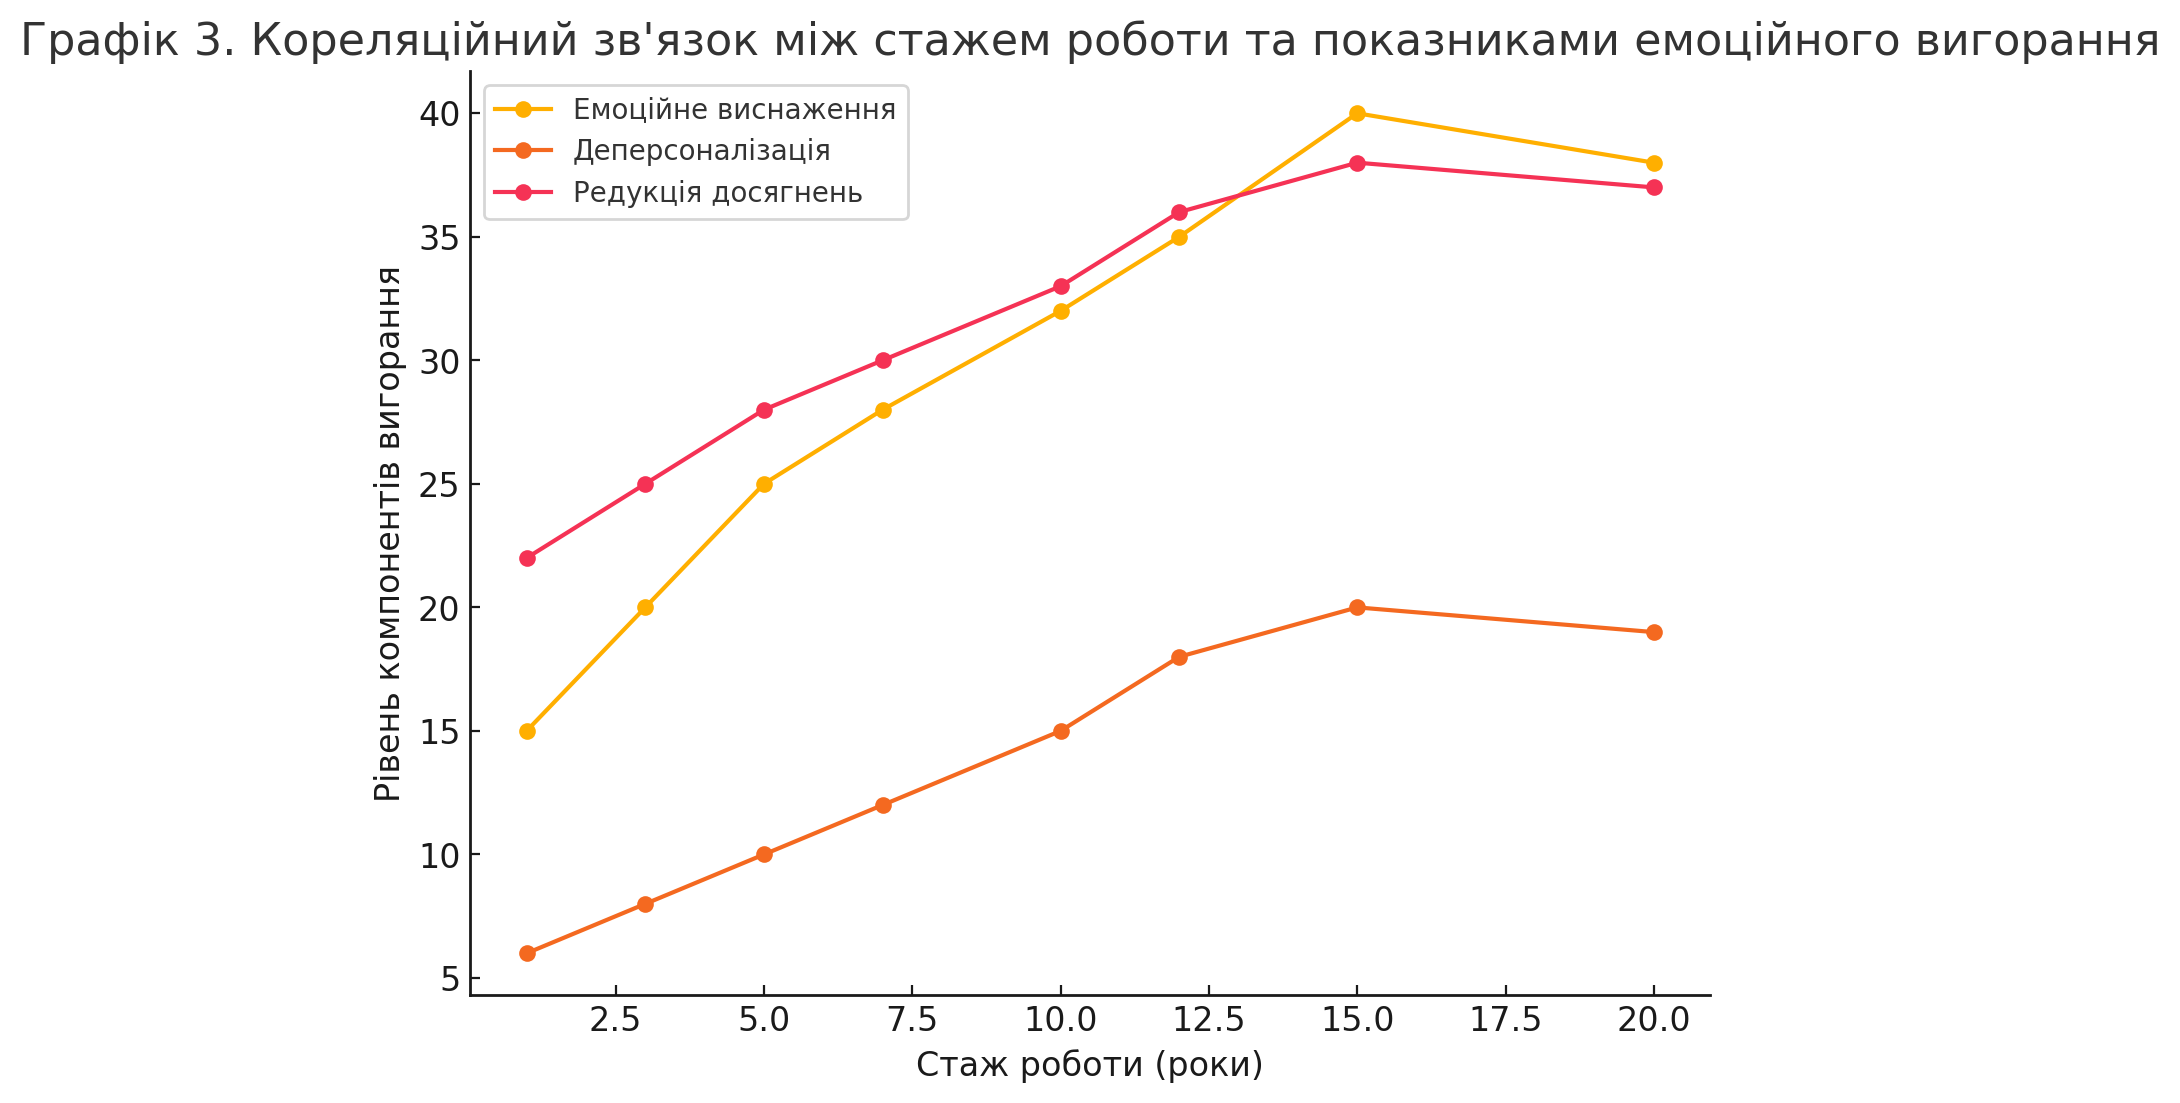 Графік 3. Кореляційний зв'язок між стажем роботи та показниками емоційного вигорання
Емоційне виснаження
Деперсоналізація
Редукція досягнень
Рівень компонентів вигорання
40
35
30
25
20
15
10
5
2.5 5.0 7.5 10.0 12.5 15.0 17.5 20.0
Стаж роботи (роки)